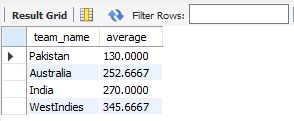 Result Grid Filter Rows:
team_name average
Pakistan 130.0000
Australia 252.6667
India 270.0000
WestIndies 345.6667